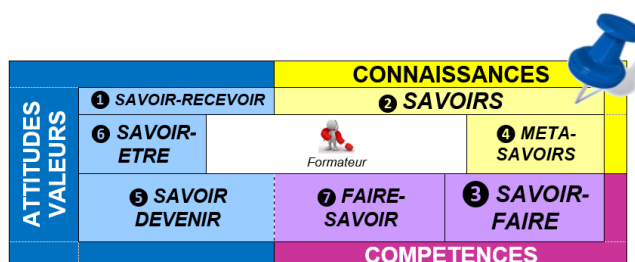 CONNAISSANCES
ATTITUDES
VALEURS
❶ SAVOIR-RECEVOIR
❷ SAVOIRS
❻ SAVOIR-
ETRE
Formateur
❹ META-
SAVOIRS
❺ SAVOIR
DEVENIR
❼ FAIRE-
SAVOIR
❸ SAVOIR-
FAIRE
COMPETENCES